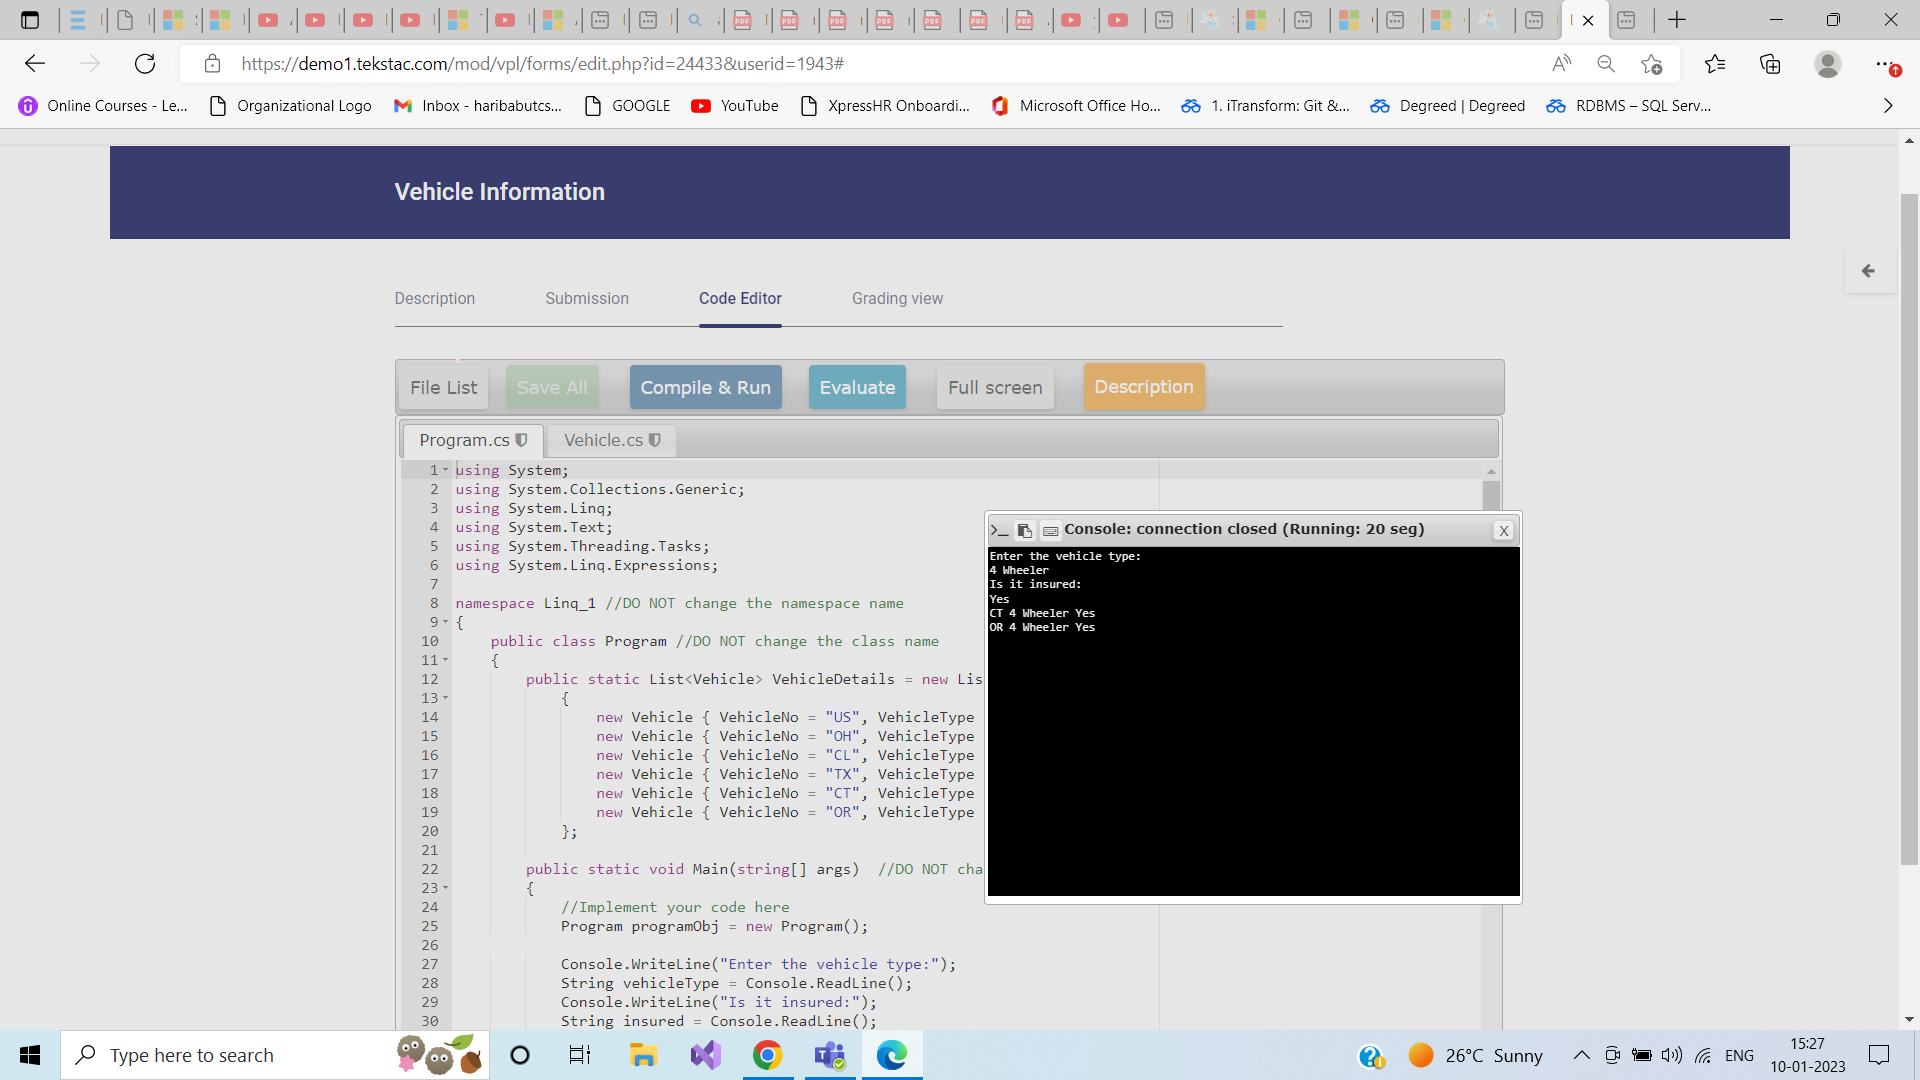 https://demo1.tekstac.com/mod/vpl/forms/edit.php?id=24433&userid=1943#
Online Courses - Le... Organizational Logo Inbox - haribabutcs... GOOGLE YouTube XpressHR Onboardi... Microsoft Office Ho... 1. iTransform: Git &... Degreed | Degreed RDBMS – SQL Serv...
Vehicle Information
Description Submission Code Editor Grading view
File List Save All Compile & Run Evaluate Full screen Description
Program.cs Vehicle.cs
1 using System;
2 using System.Collections.Generic;
3 using System.Linq;
4 using System.Text;
5 using System.Threading.Tasks;
6 using System.Linq.Expressions;
7
8 namespace Linq_1 //DO NOT change the namespace name
9 {
10 public class Program //DO NOT change the class name
11 {
12 public static List<Vehicle> VehicleDetails = new Lis
13 {
14 new Vehicle { VehicleNo = "US", VehicleType
15 new Vehicle { VehicleNo = "OH", VehicleType
16 new Vehicle { VehicleNo = "CL", VehicleType
17 new Vehicle { VehicleNo = "TX", VehicleType
18 new Vehicle { VehicleNo = "CT", VehicleType
19 new Vehicle { VehicleNo = "OR", VehicleType
20 };
21
22 public static void Main(string[] args) //DO NOT cha
23 {
24 //Implement your code here
25 Program programObj = new Program();
26
27 Console.WriteLine("Enter the vehicle type:");
28 String vehicleType = Console.ReadLine();
29 Console.WriteLine("Is it insured:");
30 String insured = Console.ReadLine();
Console: connection closed (Running: 20 seg) X
Enter the vehicle type:
4 Wheeler
Is it insured:
Yes
CT 4 Wheeler Yes
OR 4 Wheeler Yes
Type here to search
26°C Sunny
ENG
15:27
10-01-2023